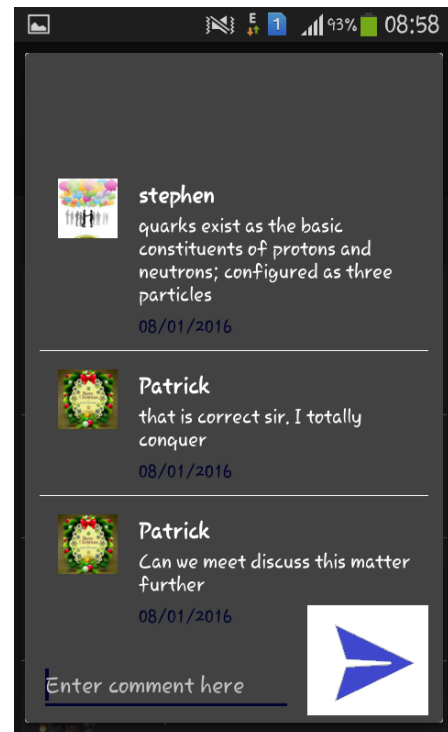 E 1 93% 08:58
stephen
quarks exist as the basic
constituents of protons and
neutrons; configured as three
particles
08/01/2016
Patrick
that is correct sir. I totally
conquer
08/01/2016
Patrick
Can we meet discuss this matter
further
08/01/2016
Enter comment here